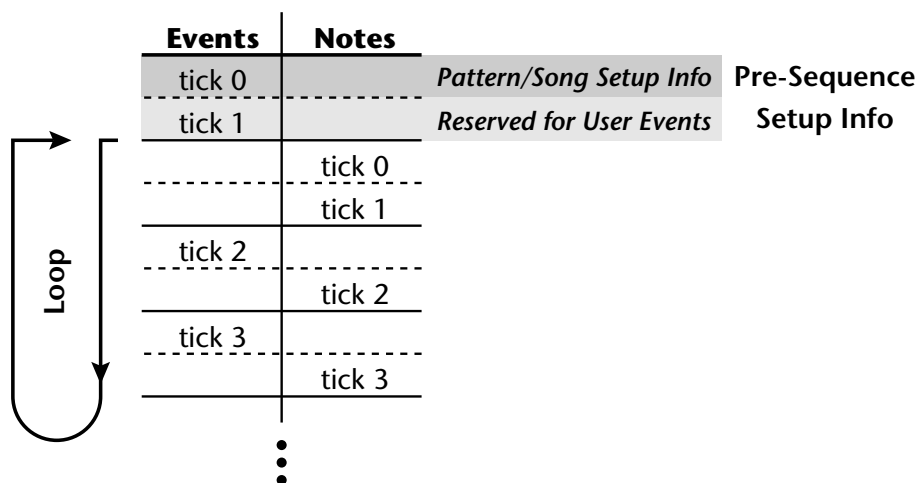 Events Notes
tick 0 Pattern/Song Setup Info Pre-Sequence
tick 1 Reserved for User Events Setup Info
tick 0
tick 1
tick 2
Loop
tick 2
tick 3
tick 3